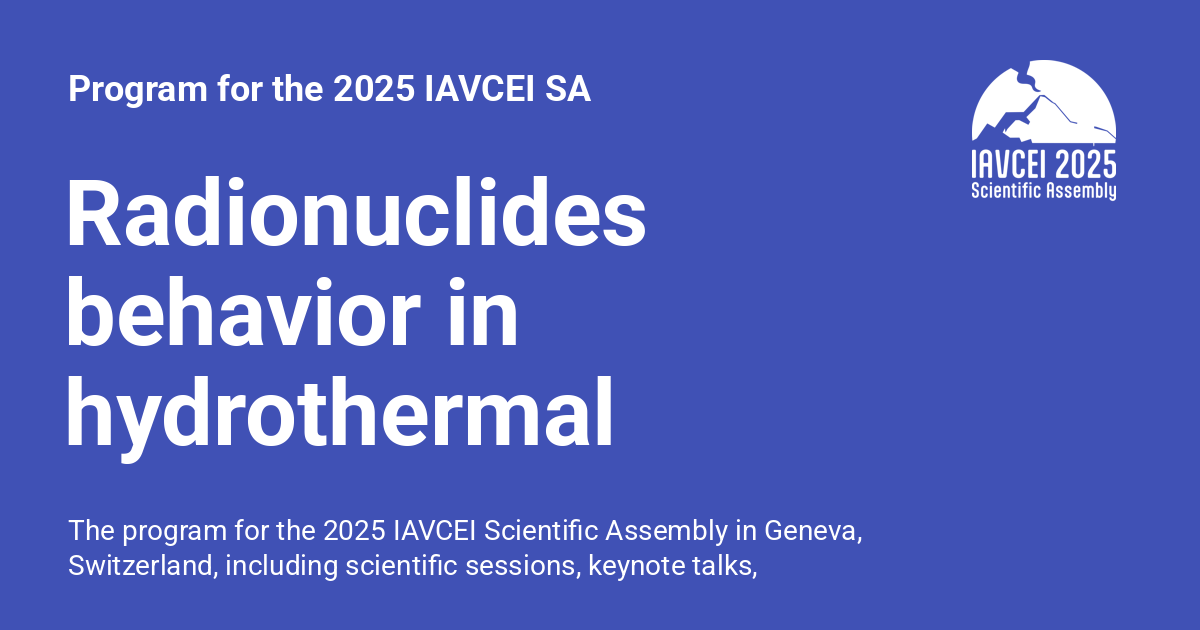 Program for the 2025 IAVCEI SA
IAVCEI 2025
Scientific Assembly
Radionuclides
behavior in
hydrothermal
The program for the 2025 IAVCEI Scientific Assembly in Geneva,
Switzerland, including scientific sessions, keynote talks,